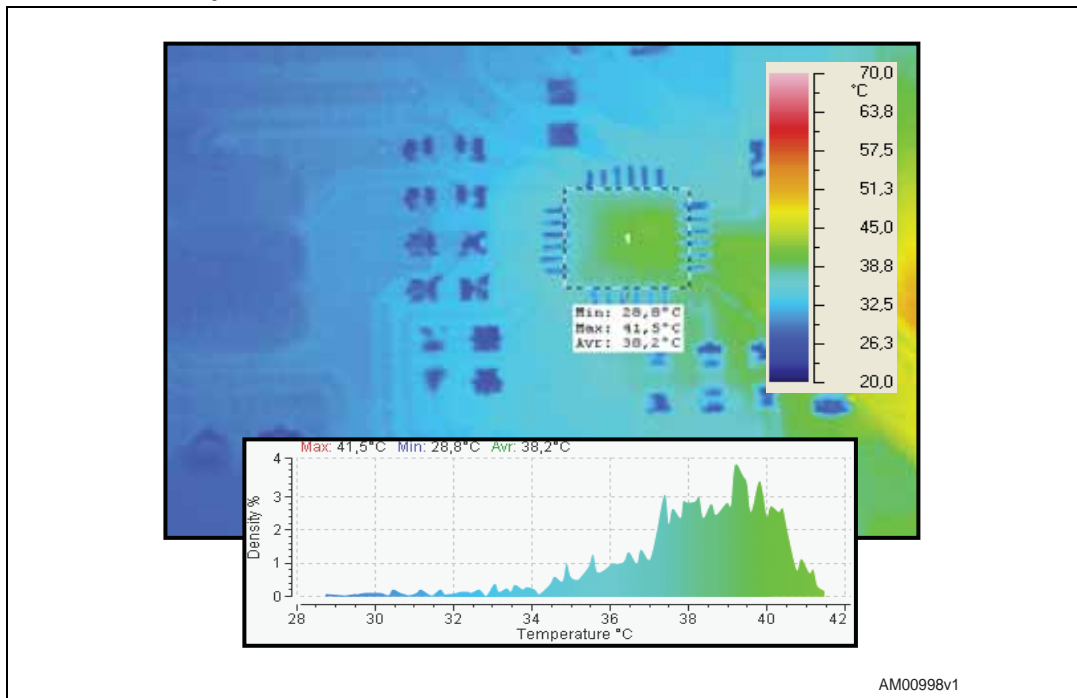 70,0
°C
63,8
57,5
51,3
45,0
38,8
32,5
26,3
20,0
1
Min: 28,8°C
Max: 41,5°C
Avr: 38,2°C
Max: 41,5°C Min: 28,8°C Avr: 38,2°C
Density %
4
3
2
1
0
28 30 32 34 36 38 40 42
Temperature °C
AM00998v1